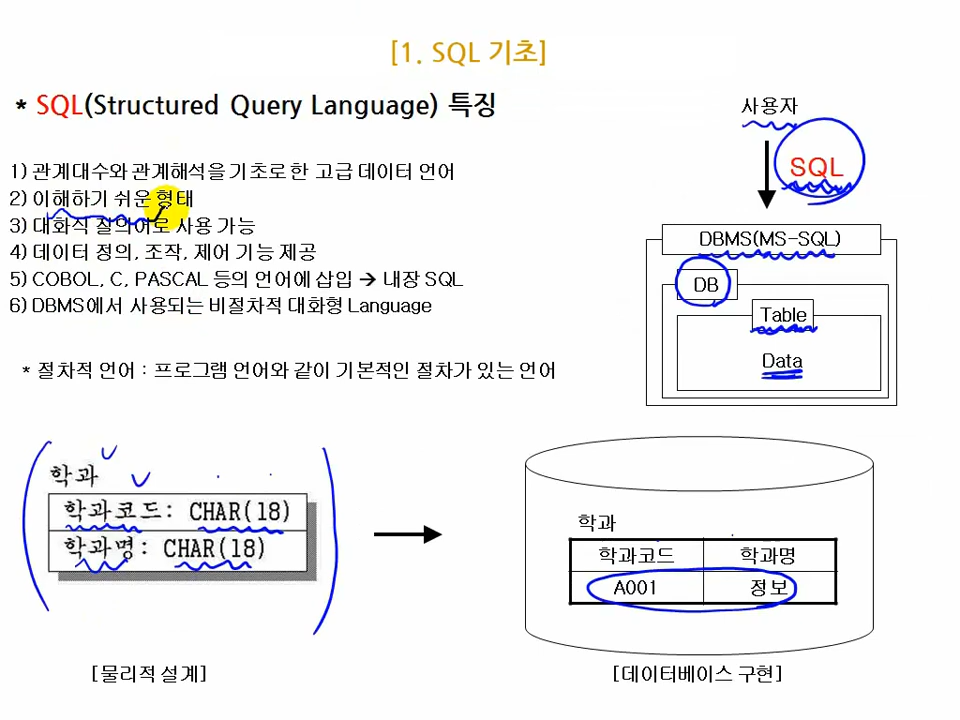 [1. SQL 기초]
* SQL(Structured Query Language) 특징
1) 관계대수와 관계해석을 기초로한 고급 데이터 언어
2) 이해하기 쉬운 형태
3) 대화식 질의어로 사용 가능
4) 데이터 정의, 조작, 제어 기능 제공
5) COBOL, C, PASCAL 등의 언어에 삽입 → 내장 SQL
6) DBMS에서 사용되는 비절차적 대화형 Language
* 절차적 언어 : 프로그램 언어와 같이 기본적인 절차가 있는 언어
사용자
SQL
DBMS(MS-SQL)
DB
Table
Data
학과
학과코드: CHAR(18)
학과명: CHAR(18)
[물리적 설계]
학과
학과코드 학과명
A001 정보
[데이터베이스 구현]